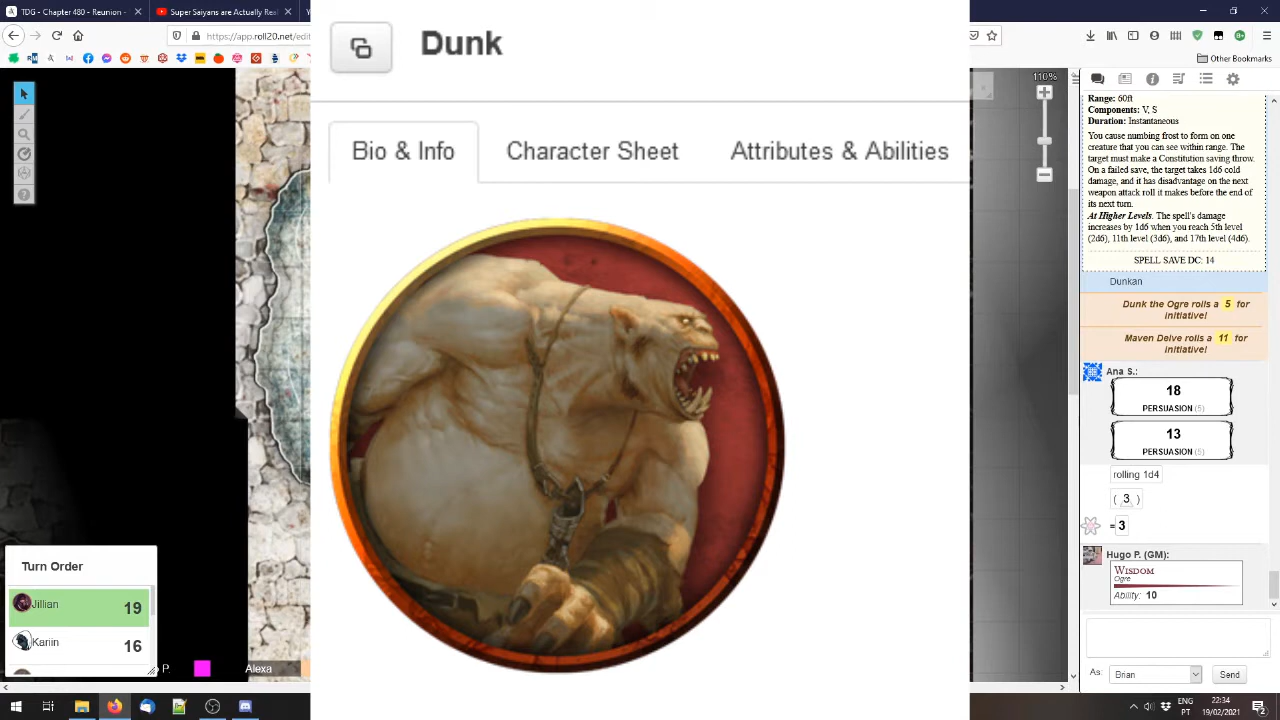 TDG - Chapter 480 - Reunion
Super Saiyans are Actually Rea
https://app.roll20.net/edit
Other Bookmarks
Dunk
Bio & Info
Character Sheet
Attributes & Abilities
110%
Range: 60ft
Components: V, S
Duration: Instantaneous
You cause numbing frost to form on one
creature that you can see within range. The
target must make a Constitution saving throw.
On a failed save, the target takes 1d6 cold
damage, and it has disadvantage on the next
weapon attack roll it makes before the end of
its next turn.
At Higher Levels. The spell's damage
increases by 1d6 when you reach 5th level
(2d6), 11th level (3d6), and 17th level (4d6).
SPELL SAVE DC: 14
Dunkan
Dunk the Ogre rolls a 5 for
initiative!
Maven Delve rolls a 11 for
initiative!
Ana S.:
18
PERSUASION (5)
13
PERSUASION (5)
rolling 1d4
( 3 )
=3
Hugo P. (GM):
WISDOM
Ogre
Ability: 10
As: Brian
Send
Turn Order
Jillian 19
Kariin 16
P.
Alexa
ENG
PT
22:34
19/02/2021
2